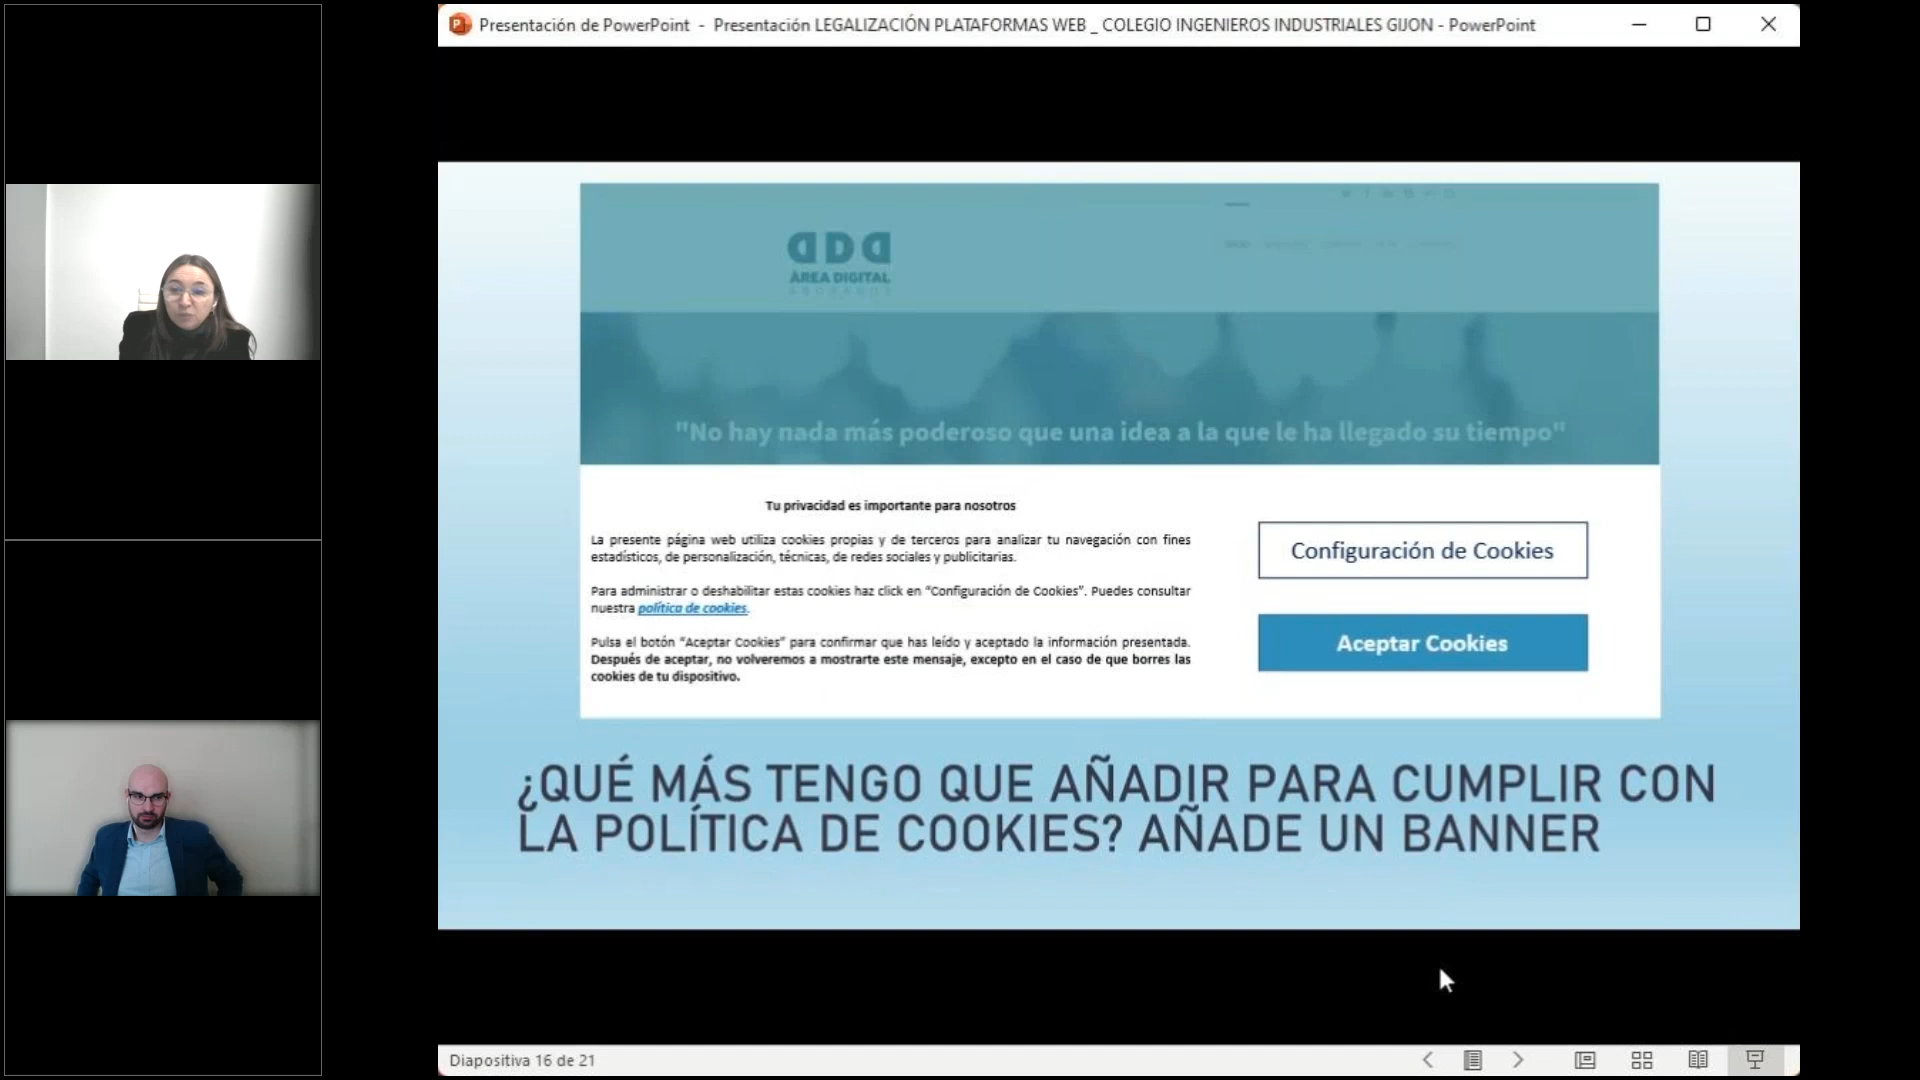 Presentación de PowerPoint - Presentación LEGALIZACIÓN PLATAFORMAS WEB _ COLEGIO INGENIEROS INDUSTRIALES GIJON - PowerPoint
ÀREA DIGITAL
"No hay nada más poderoso que una idea a la que le ha llegado su tiempo"
Tu privacidad es importante para nosotros
La presente página web utiliza cookies propias y de terceros para analizar tu navegación con fines
estadísticos, de personalización, técnicas, de redes sociales y publicitarias.
Para administrar o deshabilitar estas cookies haz click en “Configuración de Cookies”. Puedes consultar
nuestra política de cookies.
Pulsa el botón “Aceptar Cookies” para confirmar que has leído y aceptado la información presentada.
Después de aceptar, no volveremos a mostrarte este mensaje, excepto en el caso de que borres las
cookies de tu dispositivo.
Configuración de Cookies
Aceptar Cookies
¿QUÉ MÁS TENGO QUE AÑADIR PARA CUMPLIR CON
LA POLÍTICA DE COOKIES? AÑADE UN BANNER
Diapositiva 16 de 21